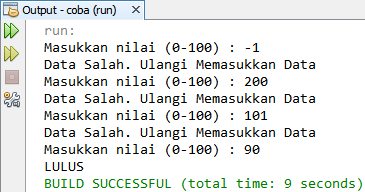 Output - coba (run)
run:
Masukkan nilai (0-100) : -1
Data Salah. Ulangi Memasukkan Data
Masukkan nilai (0-100) : 200
Data Salah. Ulangi Memasukkan Data
Masukkan nilai (0-100) : 101
Data Salah. Ulangi Memasukkan Data
Masukkan nilai (0-100) : 90
LULUS
BUILD SUCCESSFUL (total time: 9 seconds)